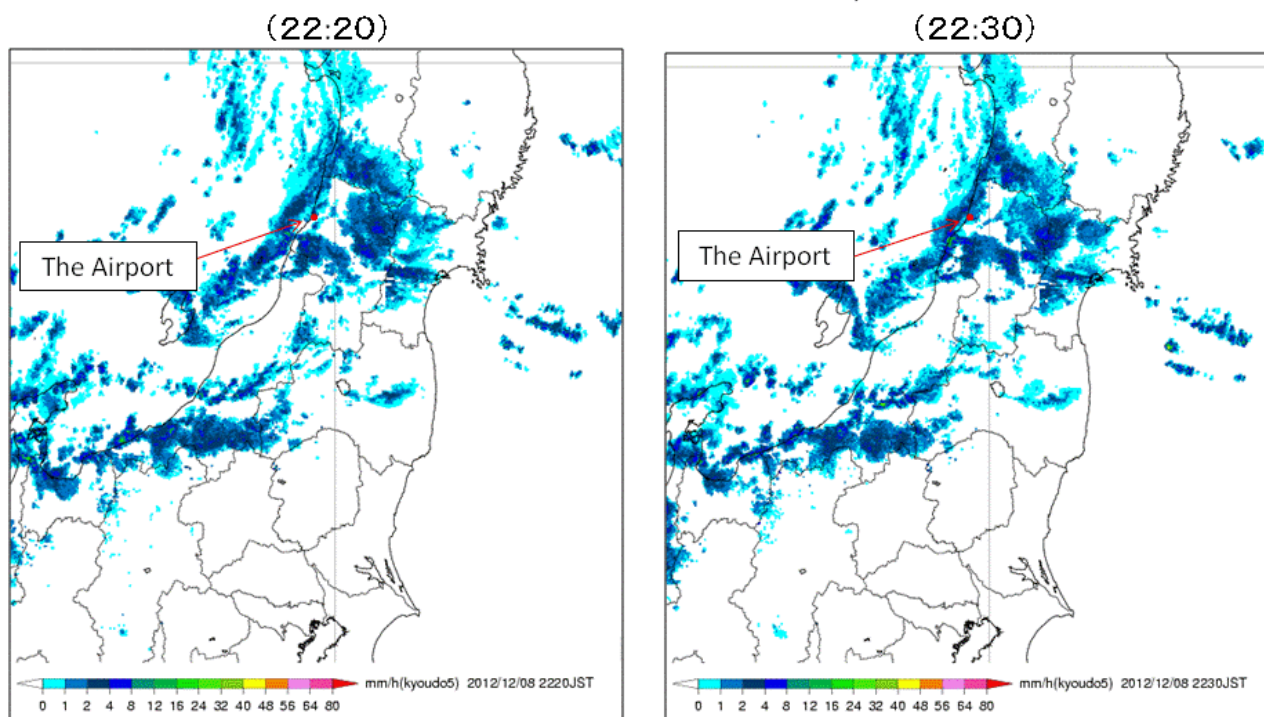 (22:20)
(22:30)
The Airport
The Airport
0 1 2 4 8 12 16 24 32 40 48 56 64 80
mm/h(kyoudo5) 2012/12/08 2220JST
0 1 2 4 8 12 16 24 32 40 48 56 64 80
mm/h(kyoudo5) 2012/12/08 2230JST